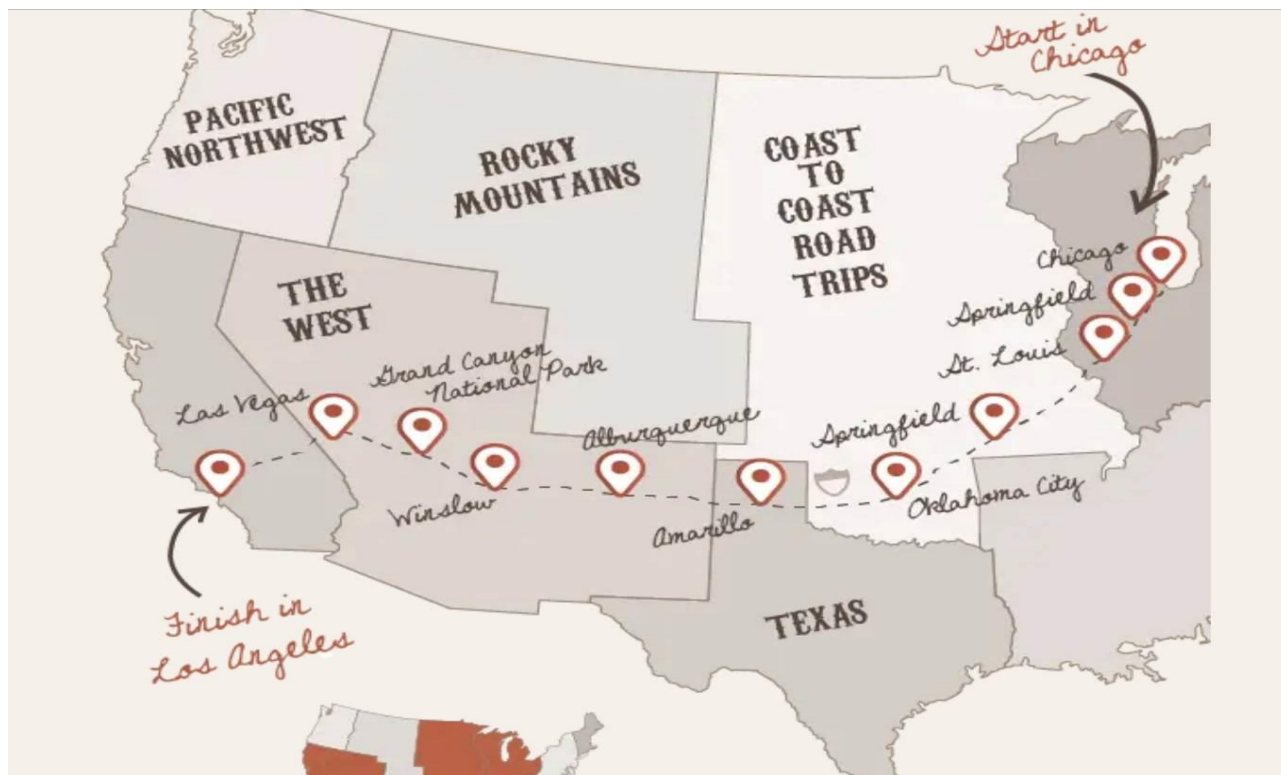 Start in
Chicago
PACIFIC
NORTHWEST
ROCKY
MOUNTAINS
COAST
TO
COAST
ROAD
TRIPS
Chicago
Springfield
St. Louis
THE
WEST
Grand Canyon
National Park
Las Vegas
Alburquerque
Springfield
Winslow
Amarillo
Oklahoma City
Finish in
Los Angeles
TEXAS